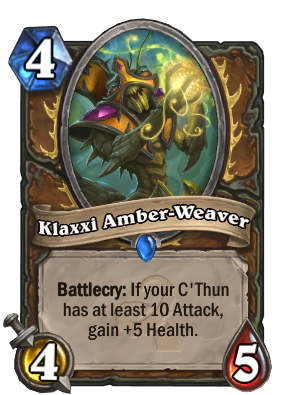 4
Klaxxi Amber-Weaver
Battlecry: If your C'Thun
has at least 10 Attack,
gain +5 Health.
4
5